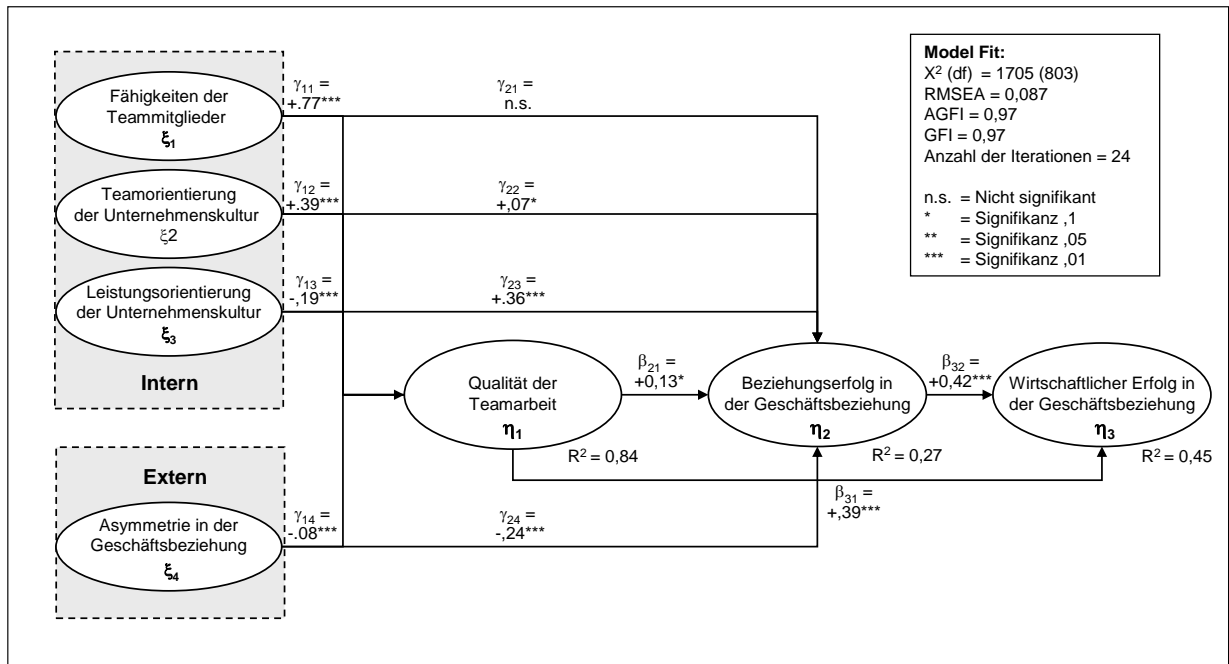 Fähigkeiten der
Teammitglieder
ξ₁
Teamorientierung
der Unternehmenskultur
ξ2
Leistungsorientierung
der Unternehmenskultur
ξ₃
Intern
Extern
Asymmetrie in der
Geschäftsbeziehung
ξ₄
γ₁₁ =
+.77***
γ₂₁ =
n.s.
γ₁₂ =
+.39***
γ₂₂ =
+,07*
γ₁₃ =
-,19***
γ₂₃ =
+.36***
γ₁₄ =
-.08***
γ₂₄ =
-,24***
Qualität der
Teamarbeit
η₁
R² = 0,84
β₂₁ =
+0,13*
Beziehungserfolg in
der Geschäftsbeziehung
η₂
R² = 0,27
β₃₂ =
+0,42***
Wirtschaftlicher Erfolg in
der Geschäftsbeziehung
η₃
R² = 0,45
β₃₁ =
+,39***
Model Fit:
X² (df) = 1705 (803)
RMSEA = 0,087
AGFI = 0,97
GFI = 0,97
Anzahl der Iterationen = 24
n.s. = Nicht signifikant
* = Signifikanz ,1
** = Signifikanz ,05
*** = Signifikanz ,01